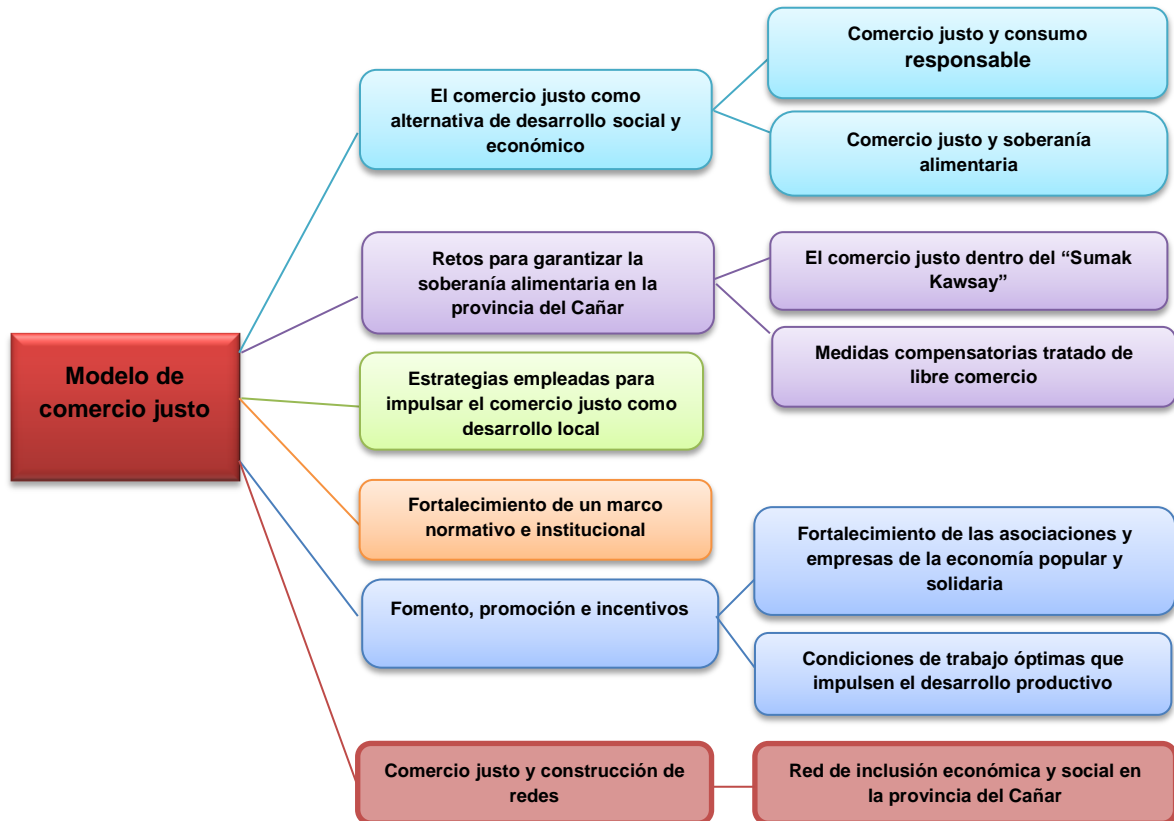 Modelo de
comercio justo
El comercio justo como
alternativa de desarrollo social y
económico
Comercio justo y consumo
responsable
Comercio justo y soberanía
alimentaria
Retos para garantizar la
soberanía alimentaria en la
provincia del Cañar
El comercio justo dentro del “Sumak
Kawsay”
Medidas compensatorias tratado de
libre comercio
Estrategias empleadas para
impulsar el comercio justo como
desarrollo local
Fortalecimiento de un marco
normativo e institucional
Fomento, promoción e incentivos
Fortalecimiento de las asociaciones y
empresas de la economía popular y
solidaria
Condiciones de trabajo óptimas que
impulsen el desarrollo productivo
Comercio justo y construcción de
redes
Red de inclusión económica y social en
la provincia del Cañar